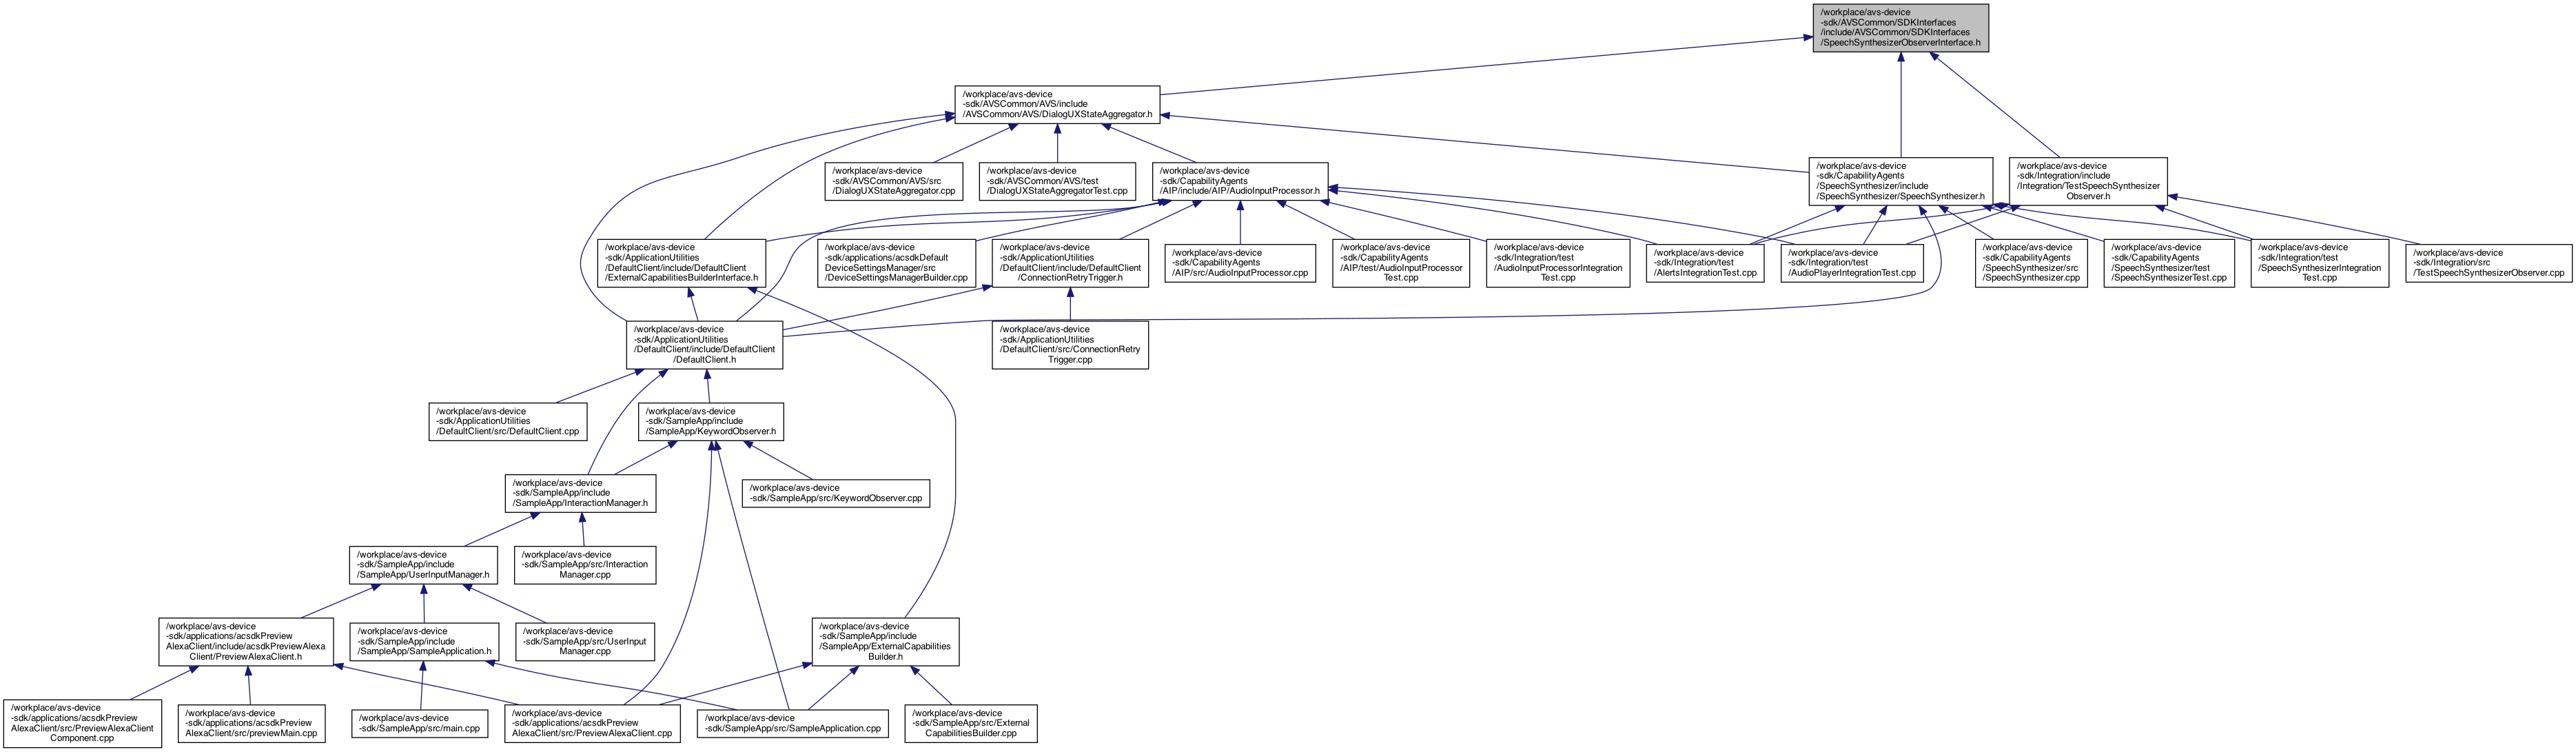 /workplace/avs-device
-sdk/AVSCommon/SDKInterfaces
/include/AVSCommon/SDKInterfaces
/SpeechSynthesizerObserverInterface.h
/workplace/avs-device
-sdk/AVSCommon/AVS/include
/AVSCommon/AVS/DialogUXStateAggregator.h
/workplace/avs-device
-sdk/AVSCommon/AVS/src
/DialogUXStateAggregator.cpp
/workplace/avs-device
-sdk/AVSCommon/AVS/test
/DialogUXStateAggregatorTest.cpp
/workplace/avs-device
-sdk/CapabilityAgents
/AIP/include/AIP/AudioInputProcessor.h
/workplace/avs-device
-sdk/CapabilityAgents
/SpeechSynthesizer/include
/SpeechSynthesizer/SpeechSynthesizer.h
/workplace/avs-device
-sdk/Integration/include
/Integration/TestSpeechSynthesizer
Observer.h
/workplace/avs-device
-sdk/ApplicationUtilities
/DefaultClient/include/DefaultClient
/ExternalCapabilitiesBuilderInterface.h
/workplace/avs-device
-sdk/applications/acsdkDefault
DeviceSettingsManager/src
/DeviceSettingsManagerBuilder.cpp
/workplace/avs-device
-sdk/ApplicationUtilities
/DefaultClient/include/DefaultClient
/ConnectionRetryTrigger.h
/workplace/avs-device
-sdk/CapabilityAgents
/AIP/src/AudioInputProcessor.cpp
/workplace/avs-device
-sdk/CapabilityAgents
/AIP/test/AudioInputProcessor
Test.cpp
/workplace/avs-device
-sdk/Integration/test
/AudioInputProcessorIntegration
Test.cpp
/workplace/avs-device
-sdk/Integration/test
/AlertsIntegrationTest.cpp
/workplace/avs-device
-sdk/Integration/test
/AudioPlayerIntegrationTest.cpp
/workplace/avs-device
-sdk/CapabilityAgents
/SpeechSynthesizer/src
/SpeechSynthesizer.cpp
/workplace/avs-device
-sdk/CapabilityAgents
/SpeechSynthesizer/test
/SpeechSynthesizerTest.cpp
/workplace/avs-device
-sdk/Integration/test
/SpeechSynthesizerIntegration
Test.cpp
/workplace/avs-device
-sdk/Integration/src
/TestSpeechSynthesizerObserver.cpp
/workplace/avs-device
-sdk/ApplicationUtilities
/DefaultClient/include/DefaultClient
/DefaultClient.h
/workplace/avs-device
-sdk/ApplicationUtilities
/DefaultClient/src/ConnectionRetry
Trigger.cpp
/workplace/avs-device
-sdk/ApplicationUtilities
/DefaultClient/src/DefaultClient.cpp
/workplace/avs-device
-sdk/SampleApp/include
/SampleApp/KeywordObserver.h
/workplace/avs-device
-sdk/SampleApp/include
/SampleApp/InteractionManager.h
/workplace/avs-device
-sdk/SampleApp/src/KeywordObserver.cpp
/workplace/avs-device
-sdk/SampleApp/include
/SampleApp/UserInputManager.h
/workplace/avs-device
-sdk/SampleApp/src/Interaction
Manager.cpp
/workplace/avs-device
-sdk/applications/acsdkPreview
AlexaClient/include/acsdkPreviewAlexa
Client/PreviewAlexaClient.h
/workplace/avs-device
-sdk/SampleApp/include
/SampleApp/SampleApplication.h
/workplace/avs-device
-sdk/SampleApp/src/UserInput
Manager.cpp
/workplace/avs-device
-sdk/SampleApp/include
/SampleApp/ExternalCapabilities
Builder.h
/workplace/avs-device
-sdk/applications/acsdkPreview
AlexaClient/src/PreviewAlexaClient
Component.cpp
/workplace/avs-device
-sdk/applications/acsdkPreview
AlexaClient/src/previewMain.cpp
/workplace/avs-device
-sdk/SampleApp/src/main.cpp
/workplace/avs-device
-sdk/applications/acsdkPreview
AlexaClient/src/PreviewAlexaClient.cpp
/workplace/avs-device
-sdk/SampleApp/src/SampleApplication.cpp
/workplace/avs-device
-sdk/SampleApp/src/External
CapabilitiesBuilder.cpp